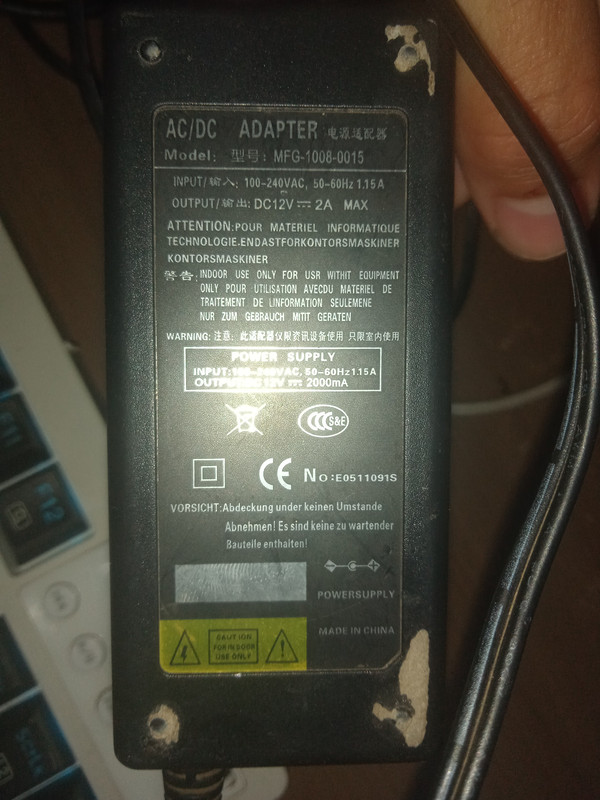 AC/DC ADAPTER 电源适配器
Model: 型号: MFG-1008-0015
INPUT/输入: 100-240VAC, 50-60Hz 1.15A
OUTPUT/输出: DC12V ⎓ 2A MAX
ATTENTION:POUR MATERIEL INFORMATIQUE
TECHNOLOGIE.ENDASTFORKONTORSMASKINER
KONTORSMASKINER
警告: INDOOR USE ONLY FOR USR WITHIT EQUIPMENT
ONLY POUR UTILISATION AVECDU MATERIEL DE
TRAITEMENT DE LINFORMATION SEULEMENE
NUR ZUM GEBRAUCH MITIT GERATEN
WARNING: 注意: 此适配器仅限资讯设备使用 只限室内使用
POWER SUPPLY
INPUT:100-240VAC, 50-60Hz1.15A
OUTPUT:DC12V ⎓ 2000mA
CCC S&E
CE No:E0511091S
VORSICHT:Abdeckung under keinen Umstande
Abnehmen! Es sind keine zu wartender
Bauteile enthalten!
POWERSUPPLY
CAUTION
FOR INDOOR
USE ONLY
MADE IN CHINA
F11
F12